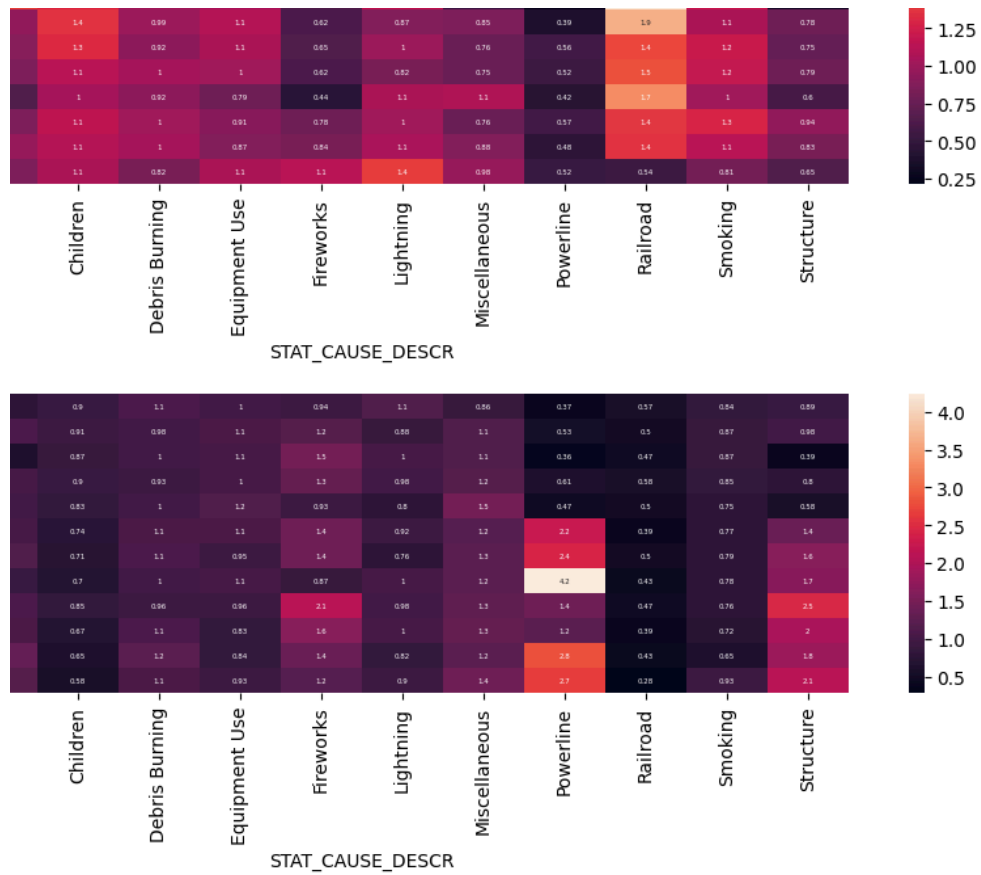 1.4 0.99 1.1 0.62 0.87 0.85 0.39 1.9 1.1 0.78
1.3 0.92 1.1 0.65 1 0.76 0.56 1.4 1.2 0.75
1.1 1 1 0.62 0.82 0.75 0.52 1.5 1.2 0.79
1 0.92 0.79 0.44 1.1 1.1 0.42 1.7 1 0.6
1.1 1 0.91 0.78 1 0.76 0.57 1.4 1.3 0.94
1.1 1 0.87 0.84 1.1 0.88 0.48 1.4 1.1 0.83
1.1 0.82 1.1 1.1 1.4 0.98 0.52 0.54 0.81 0.65
1.25
1.00
0.75
0.50
0.25
Children
Debris Burning
Equipment Use
Fireworks
Lightning
Miscellaneous
Powerline
Railroad
Smoking
Structure
STAT_CAUSE_DESCR
0.9 1.1 1 0.94 1.1 0.86 0.37 0.57 0.84 0.89
0.91 0.98 1.1 1.2 0.88 1.1 0.53 0.5 0.87 0.98
0.87 1 1.1 1.5 1 1.1 0.36 0.47 0.87 0.39
0.9 0.93 1 1.3 0.98 1.2 0.61 0.58 0.85 0.8
0.83 1 1.2 0.93 0.8 1.5 0.47 0.5 0.75 0.58
0.74 1.1 1.1 1.4 0.92 1.2 2.2 0.39 0.77 1.4
0.71 1.1 0.95 1.4 0.76 1.3 2.4 0.5 0.79 1.6
0.7 1 1.1 0.87 1 1.2 4.2 0.43 0.78 1.7
0.85 0.96 0.96 2.1 0.98 1.3 1.4 0.47 0.76 2.5
0.67 1.1 0.83 1.6 1 1.3 1.2 0.39 0.72 2
0.65 1.2 0.84 1.4 0.82 1.2 2.8 0.43 0.65 1.8
0.58 1.1 0.93 1.2 0.9 1.4 2.7 0.28 0.93 2.1
4.0
3.5
3.0
2.5
2.0
1.5
1.0
0.5
Children
Debris Burning
Equipment Use
Fireworks
Lightning
Miscellaneous
Powerline
Railroad
Smoking
Structure
STAT_CAUSE_DESCR